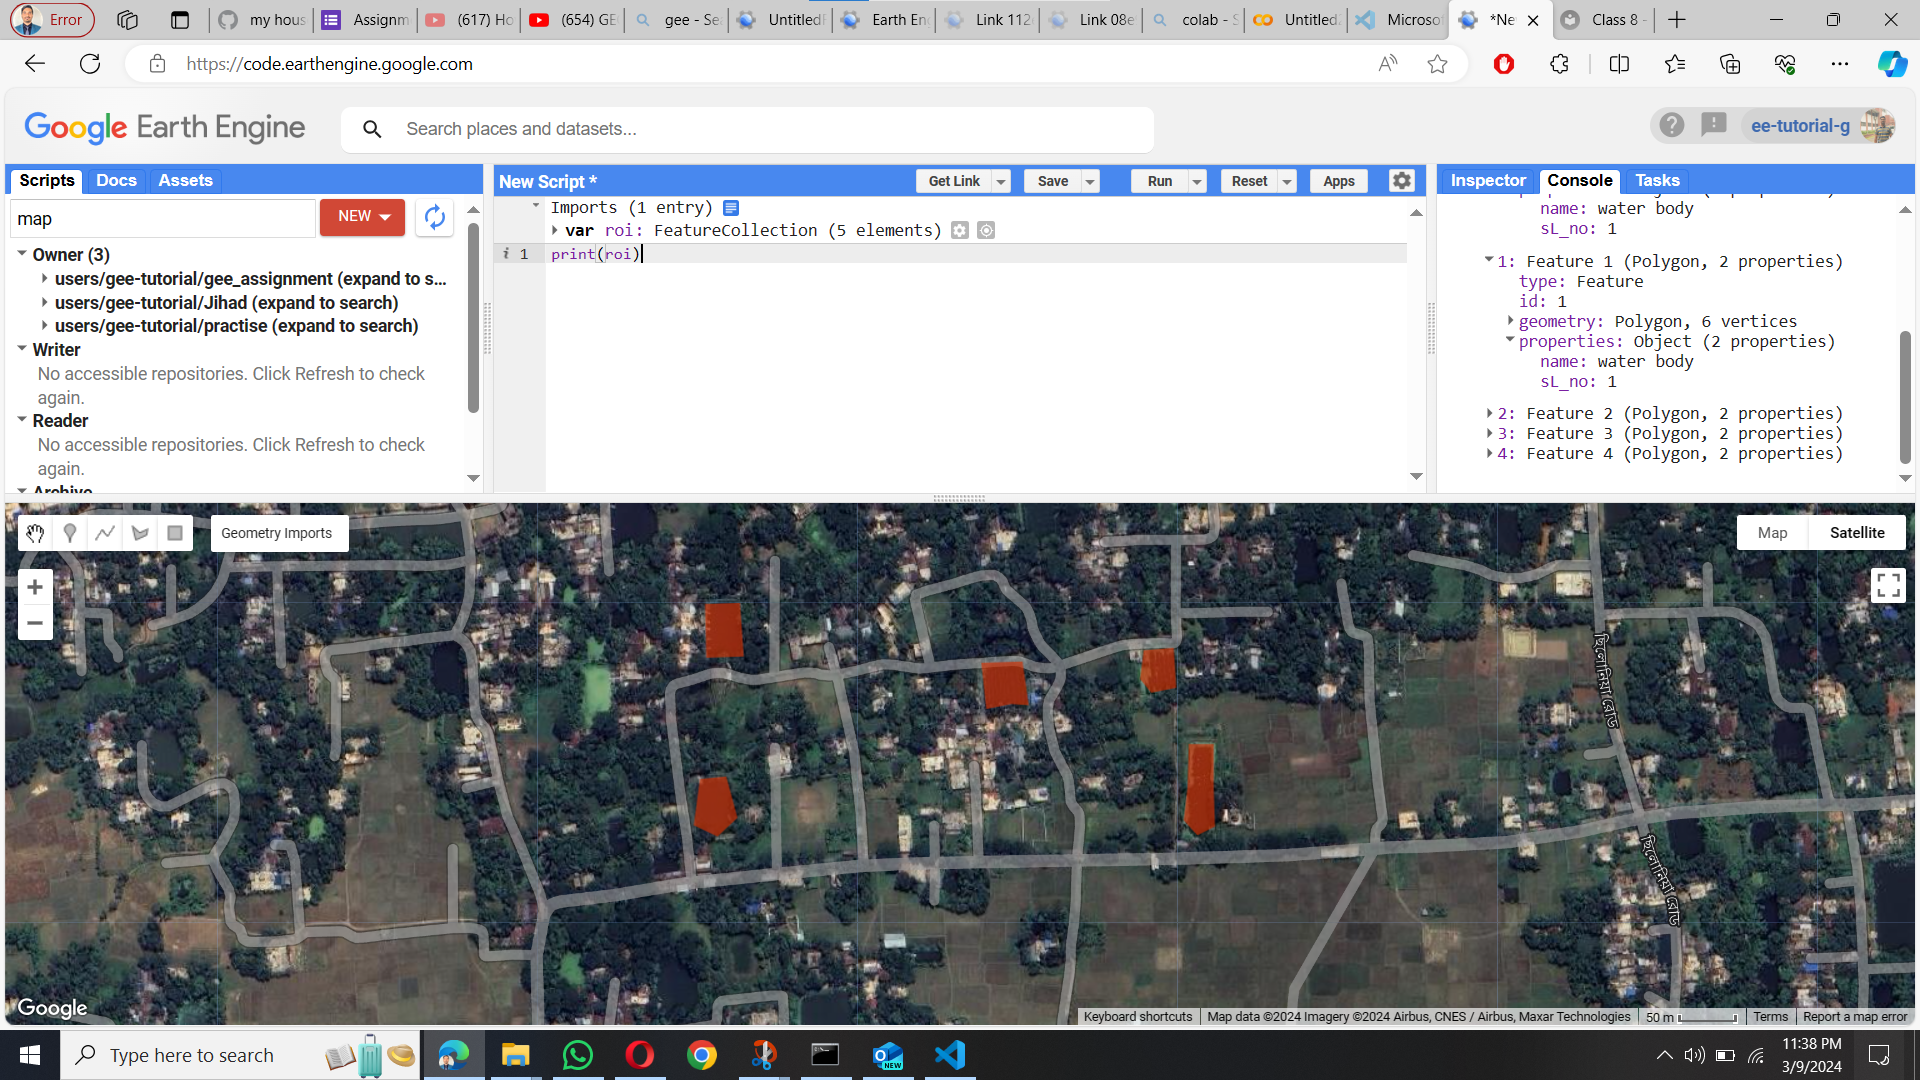 Error
my hous
Assignm
(617) Ho
(654) GE
gee - Sea
UntitledF
Earth En
Link 112
Link 08e
colab - S
Untitled
Microsof
*Ne
Class 8 -
https://code.earthengine.google.com
Google Earth Engine
Search places and datasets...
ee-tutorial-g
Scripts
Docs
Assets
New Script *
Get Link
Save
Run
Reset
Apps
Inspector
Console
Tasks
map
NEW
Owner (3)
users/gee-tutorial/gee_assignment (expand to s...
users/gee-tutorial/Jihad (expand to search)
users/gee-tutorial/practise (expand to search)
Writer
No accessible repositories. Click Refresh to check
again.
Reader
No accessible repositories. Click Refresh to check
again.
Archive
Imports (1 entry)
var roi: FeatureCollection (5 elements)
i 1 print(roi)
name: water body
sL_no: 1
1: Feature 1 (Polygon, 2 properties)
type: Feature
id: 1
geometry: Polygon, 6 vertices
properties: Object (2 properties)
name: water body
sL_no: 1
2: Feature 2 (Polygon, 2 properties)
3: Feature 3 (Polygon, 2 properties)
4: Feature 4 (Polygon, 2 properties)
Geometry Imports
Map
Satellite
হিলোনিয়া রোড
হিলোনিয়া রোড
Google
Keyboard shortcuts
Map data ©2024 Imagery ©2024 Airbus, CNES / Airbus, Maxar Technologies
50 m
Terms
Report a map error
Type here to search
NEW
11:38 PM
3/9/2024